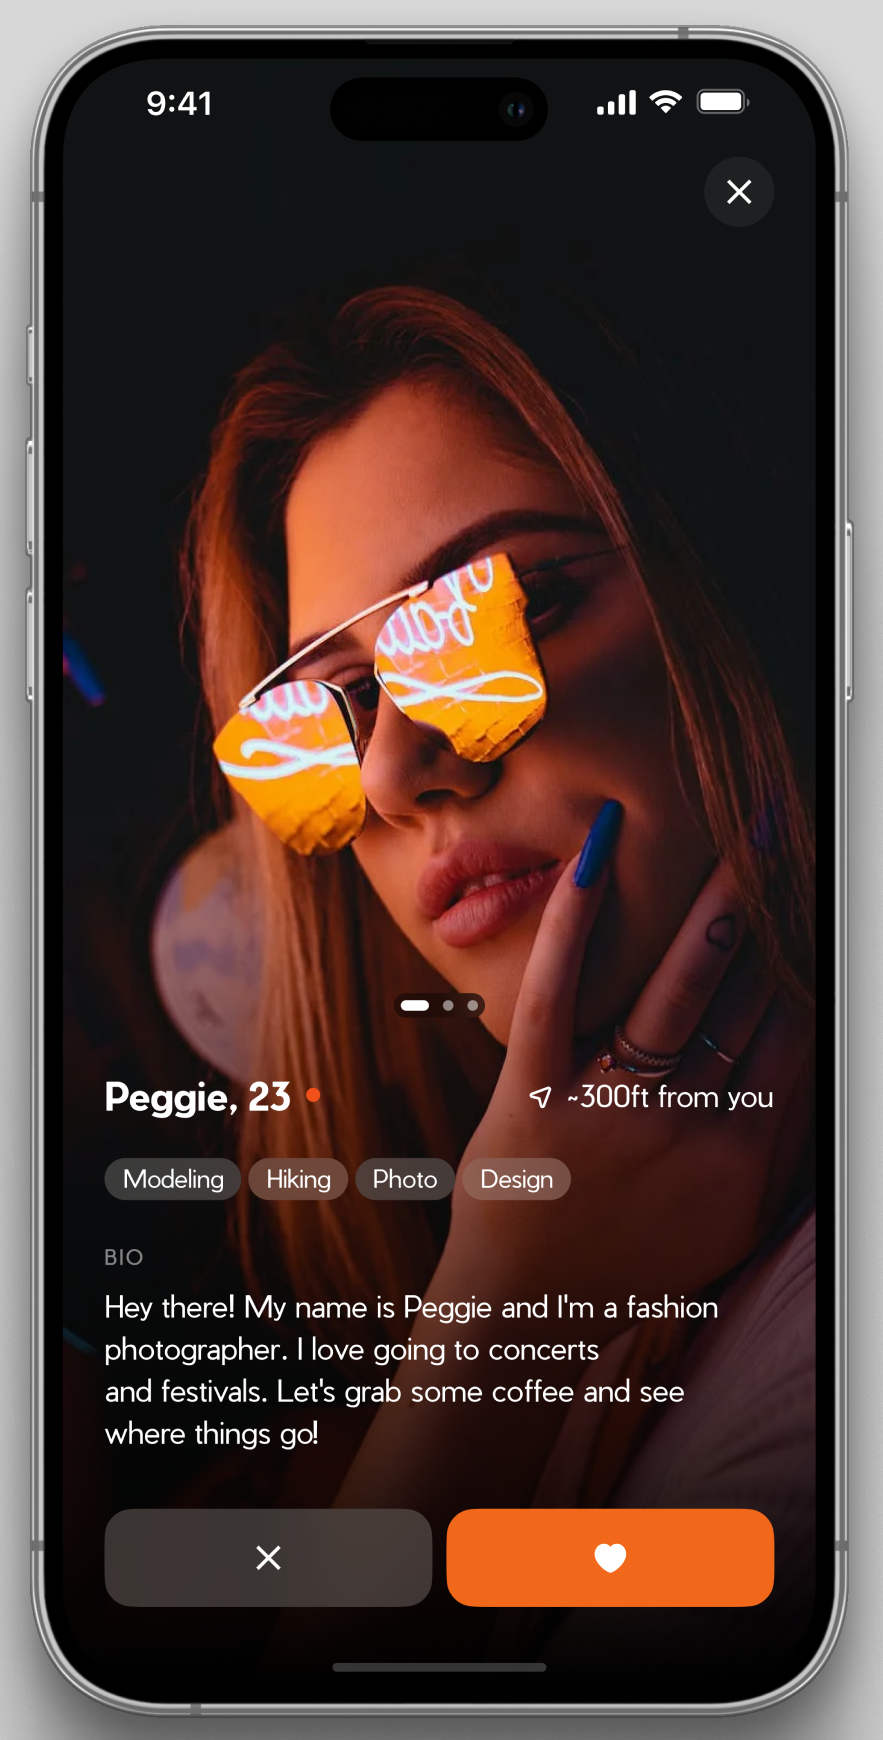 9:41
Peggie, 23
~300ft from you
Modeling Hiking Photo Design
BIO
Hey there! My name is Peggie and I'm a fashion
photographer. I love going to concerts
and festivals. Let's grab some coffee and see
where things go!